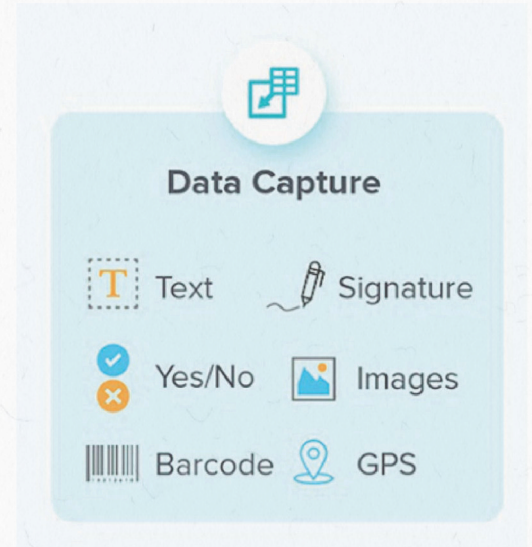 Data Capture
T Text
Signature
Yes/No
Images
Barcode
GPS